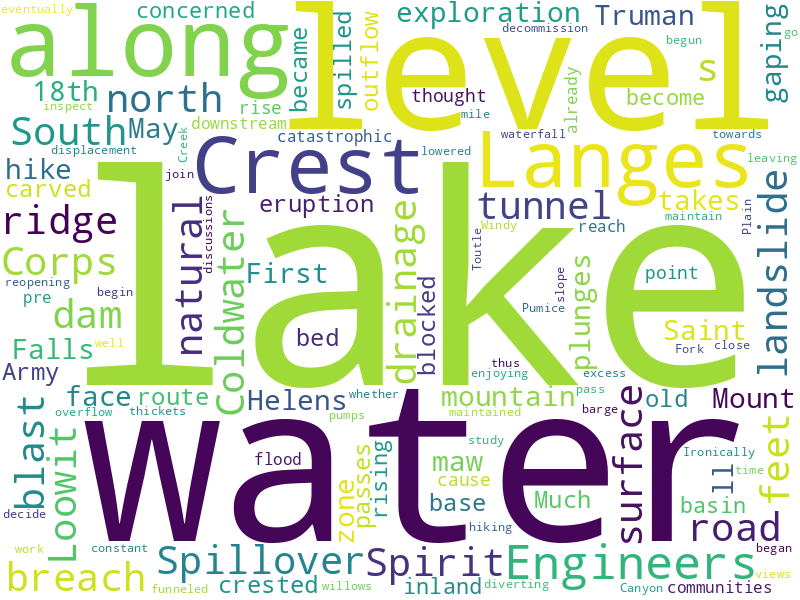 eventually
concerned
exploration
Truman
along
level
decommission
go
begun
became
spilled
outflow
already
s
gaping
18th
north
rise
thought
become
inspect
South
May
downstream
catastrophic
mile
waterfall
towards
displacement
Creek
lowered
Langes
leaving
hike
Crest
carved
join
natural
discussions
eruption
tunnel
takes
maintain
Plain
ridge
lake
drainage
Windy
reach
landslide
Corps
Coldwater
First
Toutle
slope
point
reopening
begin
blocked
plunges
pre
dam
bed
Pumice
Saint
Falls
well
thus
Fork
close
Army
enjoying
excess
face
route
Helens
whether
mountain
pass
old
Mount
overflow
thickets
pumps
maintained
barge
water
surface
blast
Loowit
flood
zone
passes
rising
maw
study
Ironically
feet
cause
ll
time
decide
base
Much
basin
hiking
road
work
constant
Spillover
Spirit
Engineers
began
views
breach
funneled
crested
willows
inland
diverting
Canyon
communities